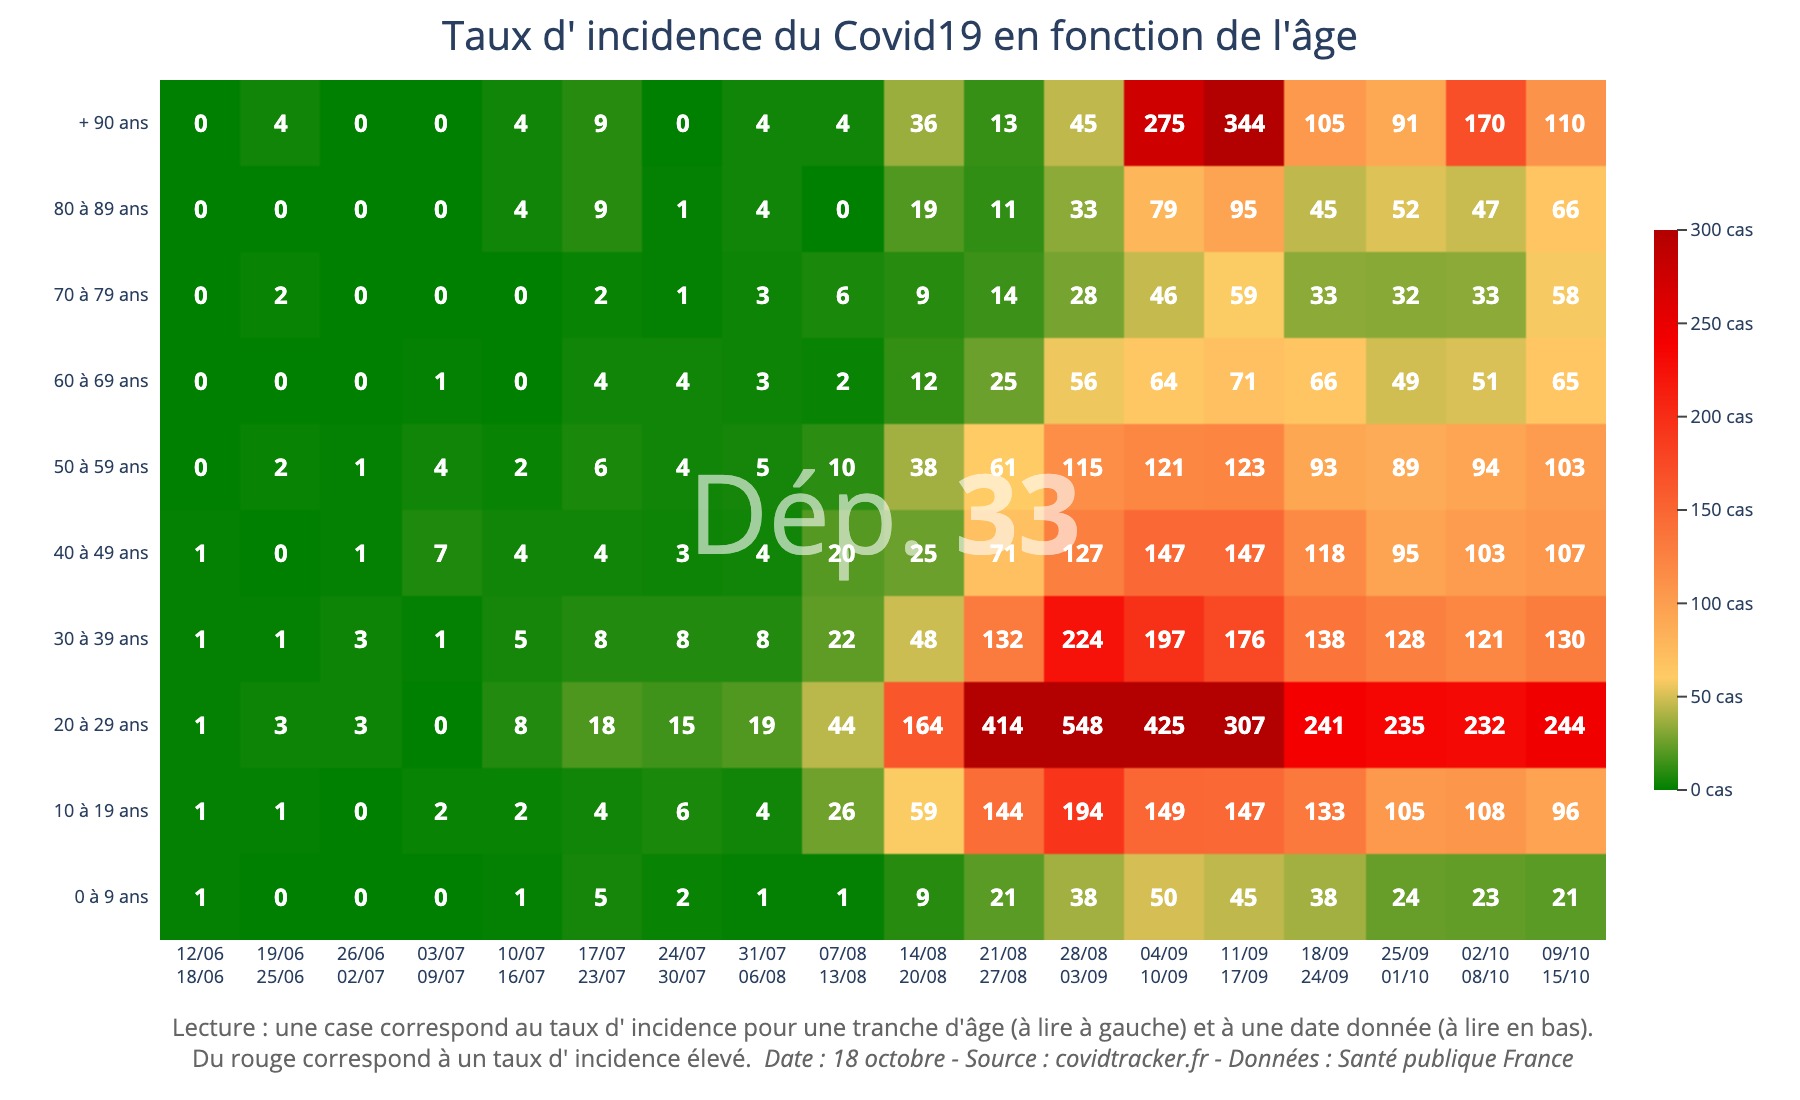 Taux d' incidence du Covid19 en fonction de l'âge
+ 90 ans 0 4 0 0 4 9 0 4 4 36 13 45 275 344 105 91 170 110
80 à 89 ans 0 0 0 0 4 9 1 4 0 19 11 33 79 95 45 52 47 66
70 à 79 ans 0 2 0 0 0 2 1 3 6 9 14 28 46 59 33 32 33 58
60 à 69 ans 0 0 0 1 0 4 4 3 2 12 25 56 64 71 66 49 51 65
50 à 59 ans 0 2 1 4 2 6 4 5 10 38 61 115 121 123 93 89 94 103
Dép. 33
40 à 49 ans 1 0 1 7 4 4 3 4 20 25 71 127 147 147 118 95 103 107
30 à 39 ans 1 1 3 1 5 8 8 8 22 48 132 224 197 176 138 128 121 130
20 à 29 ans 1 3 3 0 8 18 15 19 44 164 414 548 425 307 241 235 232 244
10 à 19 ans 1 1 0 2 2 4 6 4 26 59 144 194 149 147 133 105 108 96
0 à 9 ans 1 0 0 0 1 5 2 1 1 9 21 38 50 45 38 24 23 21
12/06 19/06 26/06 03/07 10/07 17/07 24/07 31/07 07/08 14/08 21/08 28/08 04/09 11/09 18/09 25/09 02/10 09/10
18/06 25/06 02/07 09/07 16/07 23/07 30/07 06/08 13/08 20/08 27/08 03/09 10/09 17/09 24/09 01/10 08/10 15/10
300 cas
250 cas
200 cas
150 cas
100 cas
50 cas
0 cas
Lecture : une case correspond au taux d' incidence pour une tranche d'âge (à lire à gauche) et à une date donnée (à lire en bas).
Du rouge correspond à un taux d' incidence élevé. Date : 18 octobre - Source : covidtracker.fr - Données : Santé publique France